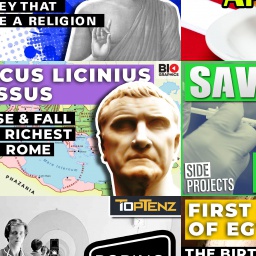 EY THAT
E A RELIGION
CUS LICINIUS
SSUS
BIO
GRAPHICS
SE & FALL
RICHEST
ROME
PHAZANIA
TOPTENZ
SAV
SIDE
PROJECTS
FIRST
OF EG
THE BIRT